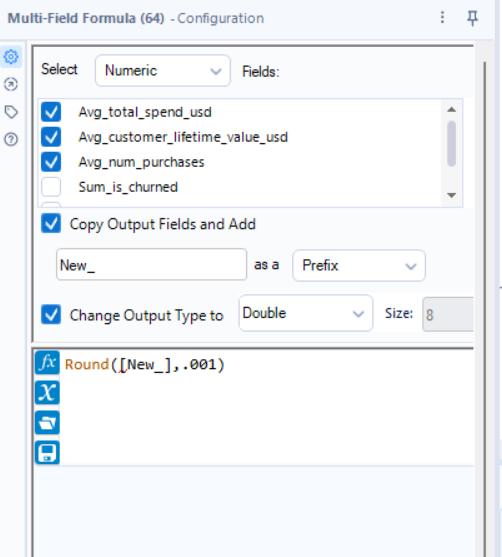 Multi-Field Formula (64) - Configuration
Select Numeric Fields:
Avg_total_spend_usd
Avg_customer_lifetime_value_usd
Avg_num_purchases
Sum_is_churned
Copy Output Fields and Add
New_ as a Prefix
Change Output Type to Double Size: 8
fx Round([New_],.001)
X